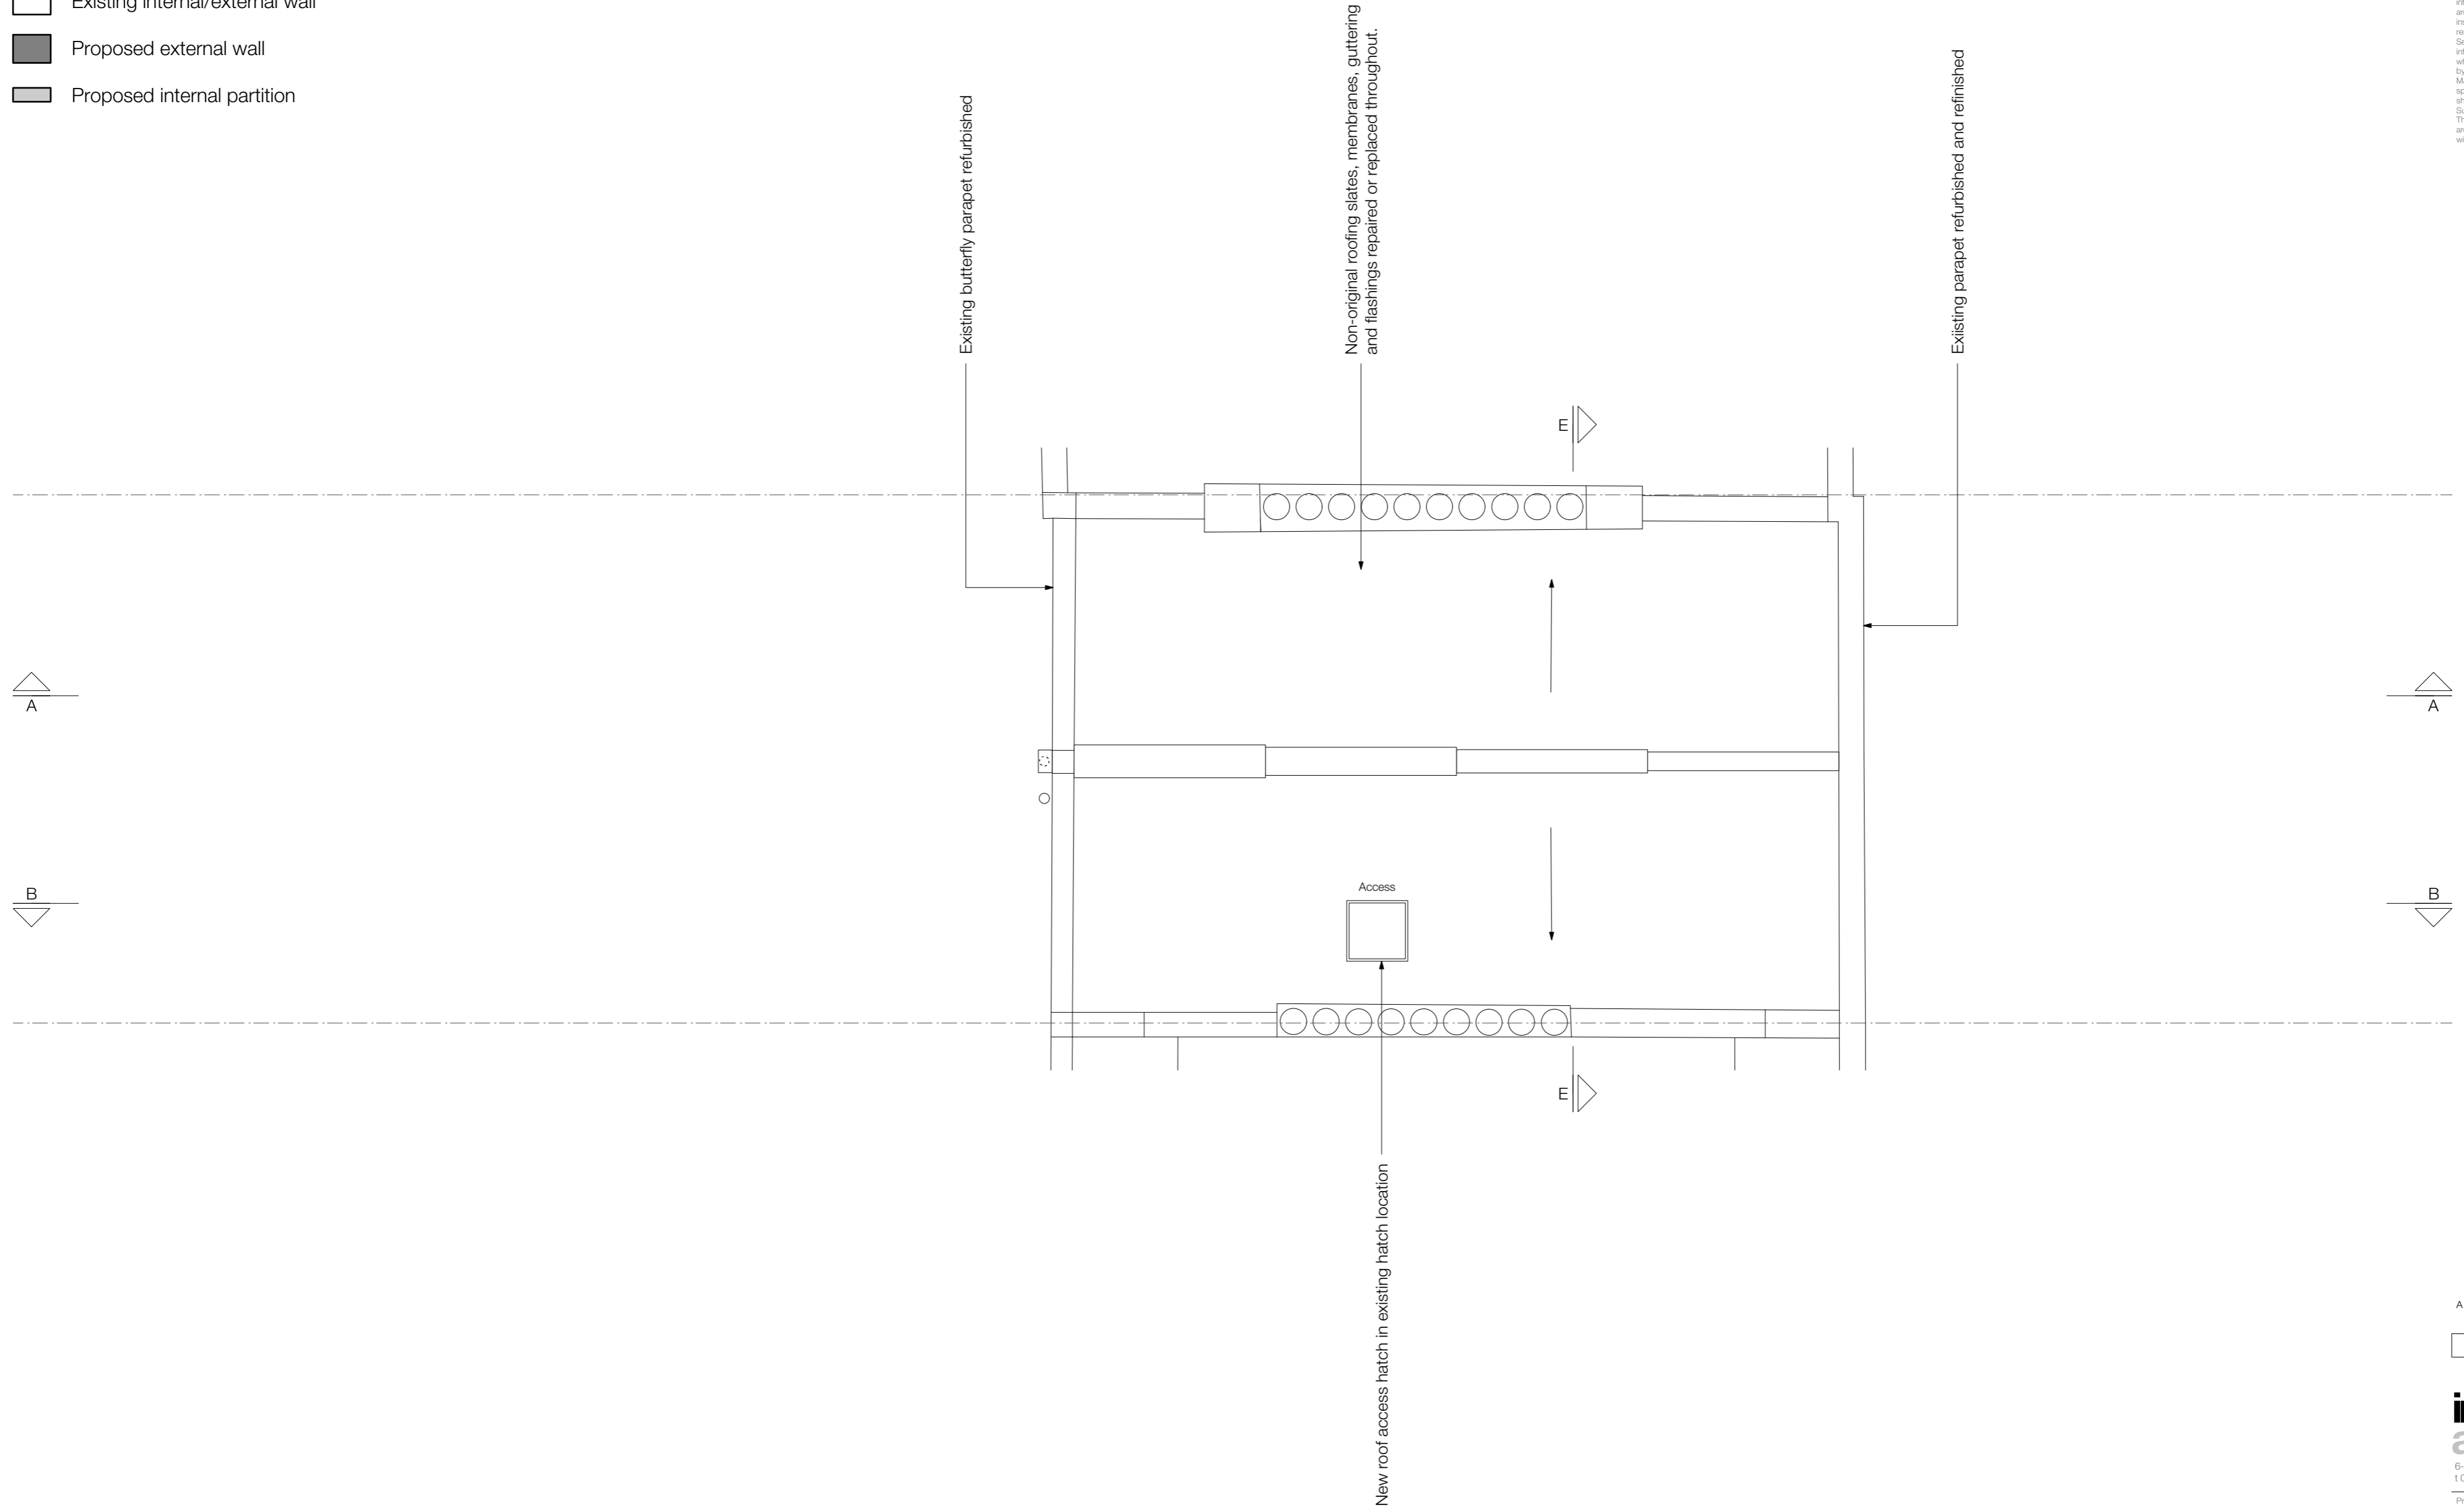 Existing internal/external wall
Proposed external wall
Proposed internal partition
Existing butterfly parapet refurbished
Non-original roofing slates, membranes, guttering
and flashings repaired or replaced throughout.
Exiisting parapet refurbished and refinished
E
A
A
B
B
Access
E
New roof access hatch in existing hatch location
A